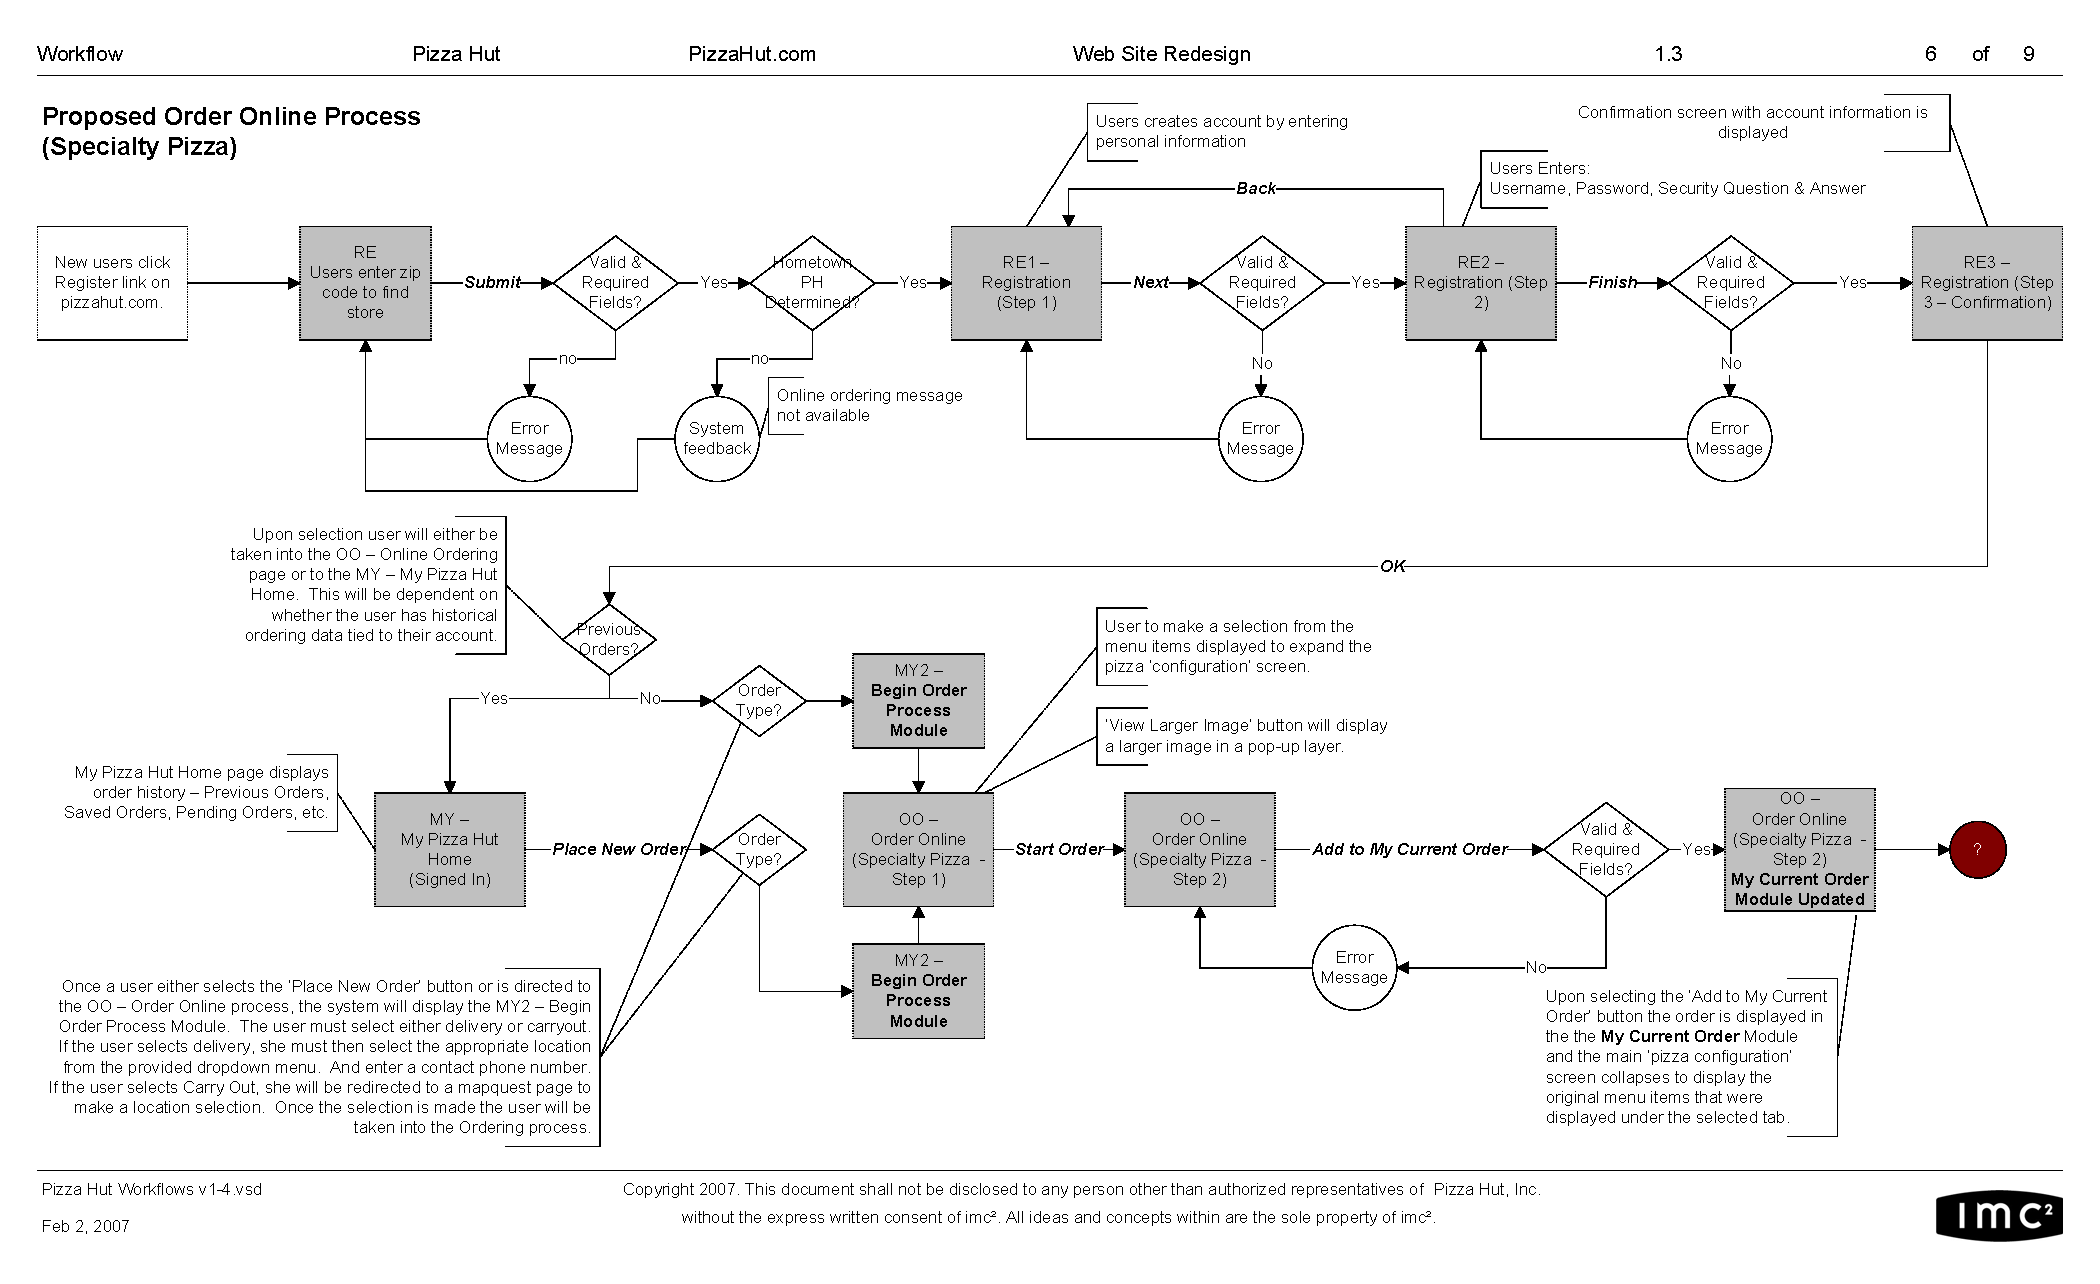 Workflow Pizza Hut PizzaHut.com Web Site Redesign 1.3 6 of 9
Proposed Order Online Process
(Specialty Pizza)
Users creates account by entering
personal information
Confirmation screen with account information is
displayed
Users Enters:
Username, Password, Security Question & Answer
Back
New users click
Register link on
pizzahut.com.
RE
Users enter zip
code to find
store
Submit
Valid &
Required
Fields?
Yes
Hometown
PH
Determined?
Yes
RE1 –
Registration
(Step 1)
Next
Valid &
Required
Fields?
Yes
RE2 –
Registration (Step
2)
Finish
Valid &
Required
Fields?
Yes
RE3 –
Registration (Step
3 – Confirmation)
no
no
No
No
Error
Message
System
feedback
Online ordering message
not available
Error
Message
Error
Message
Upon selection user will either be
taken into the OO – Online Ordering
page or to the MY – My Pizza Hut
Home. This will be dependent on
whether the user has historical
ordering data tied to their account.
OK
Previous
Orders?
Yes
No
Order
Type?
MY2 –
Begin Order
Process
Module
User to make a selection from the
menu items displayed to expand the
pizza 'configuration' screen.
'View Larger Image' button will display
a larger image in a pop-up layer.
My Pizza Hut Home page displays
order history – Previous Orders,
Saved Orders, Pending Orders, etc.
MY –
My Pizza Hut
Home
(Signed In)
Place New Order
Order
Type?
OO –
Order Online
(Specialty Pizza -
Step 1)
Start Order
OO –
Order Online
(Specialty Pizza -
Step 2)
Add to My Current Order
Valid &
Required
Fields?
Yes
OO –
Order Online
(Specialty Pizza -
Step 2)
My Current Order
Module Updated
?
MY2 –
Begin Order
Process
Module
Error
Message
No
Once a user either selects the 'Place New Order' button or is directed to
the OO – Order Online process, the system will display the MY2 – Begin
Order Process Module. The user must select either delivery or carryout.
If the user selects delivery, she must then select the appropriate location
from the provided dropdown menu. And enter a contact phone number.
If the user selects Carry Out, she will be redirected to a mapquest page to
make a location selection. Once the selection is made the user will be
taken into the Ordering process.
Upon selecting the 'Add to My Current
Order' button the order is displayed in
the the My Current Order Module
and the main 'pizza configuration'
screen collapses to display the
original menu items that were
displayed under the selected tab.
Pizza Hut Workflows v1-4.vsd
Feb 2, 2007
Copyright 2007. This document shall not be disclosed to any person other than authorized representatives of Pizza Hut, Inc.
without the express written consent of imc². All ideas and concepts within are the sole property of imc².
imc²